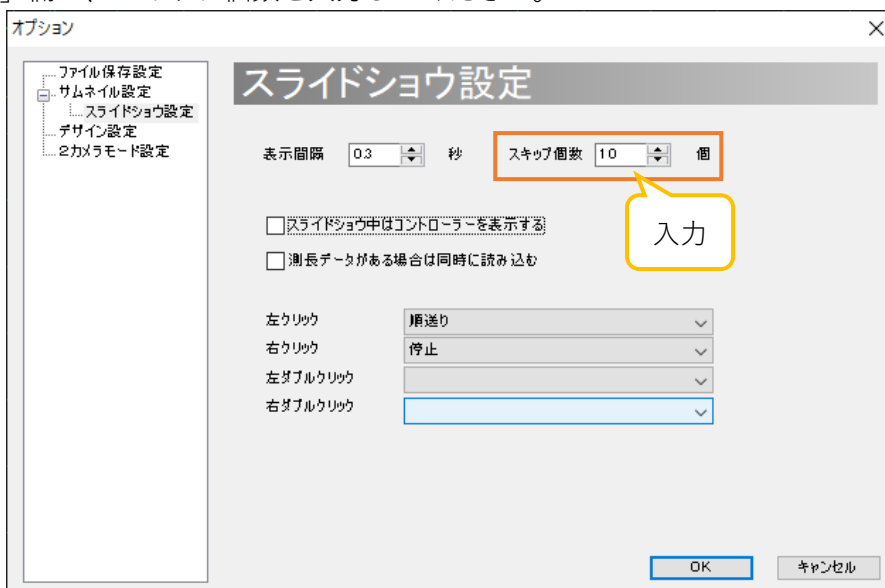 オプション
ファイル保存設定
サムネイル設定
スライドショウ設定
デザイン設定
2カメラモード設定
スライドショウ設定
表示間隔 0.3 秒 スキップ個数 10 個
入力
スライドショウ中はコントローラーを表示する
測長データがある場合は同時に読み込む
左クリック 順送り
右クリック 停止
左ダブルクリック
右ダブルクリック
OK キャンセル